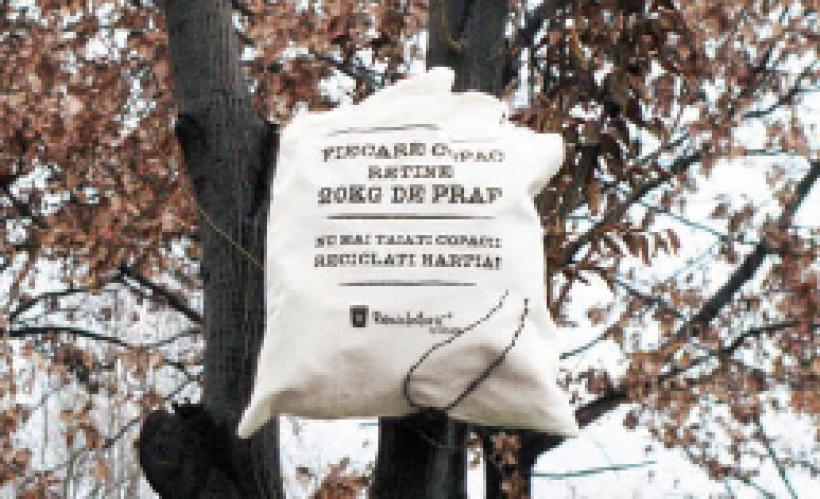 FIECARE COPAC
RETINE
20KG DE PRAF
NU MAI TAIATI COPACII
RECICLATI HARTIA!